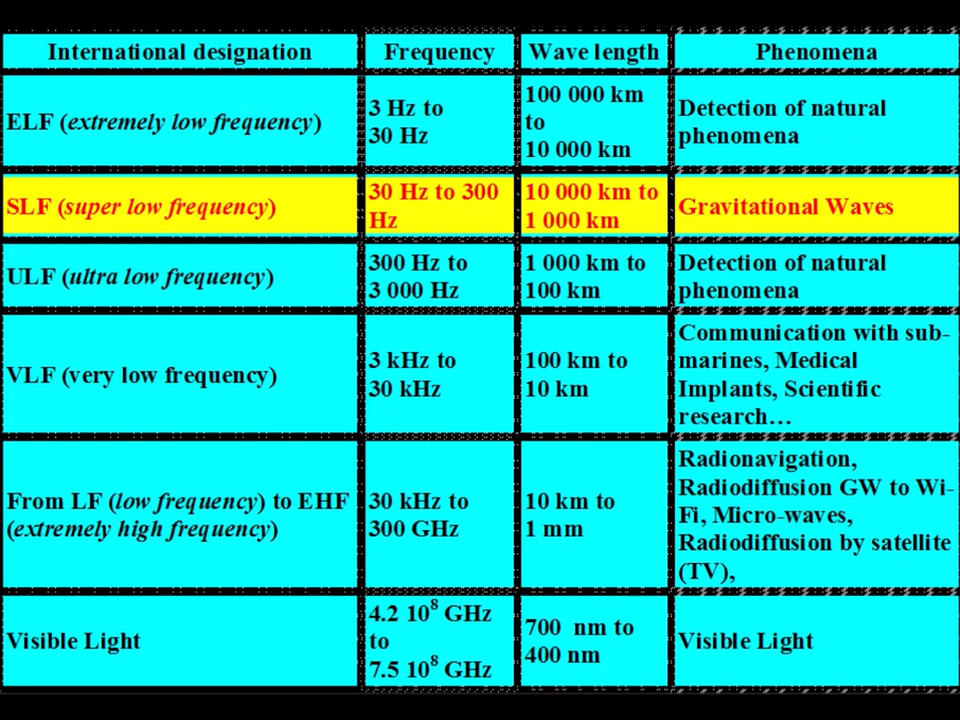 International designation
Frequency
Wave length
Phenomena
ELF (extremely low frequency)
3 Hz to
30 Hz
100 000 km
to
10 000 km
Detection of natural
phenomena
SLF (super low frequency)
30 Hz to 300
Hz
10 000 km to
1 000 km
Gravitational Waves
ULF (ultra low frequency)
300 Hz to
3 000 Hz
1 000 km to
100 km
Detection of natural
phenomena
VLF (very low frequency)
3 kHz to
30 kHz
100 km to
10 km
Communication with sub-
marines, Medical
Implants, Scientific
research…
From LF (low frequency) to EHF
(extremely high frequency)
30 kHz to
300 GHz
10 km to
1 mm
Radionavigation,
Radiodiffusion GW to Wi-
Fi, Micro-waves,
Radiodiffusion by satellite
(TV),
Visible Light
4.2 10⁸ GHz
to
7.5 10⁸ GHz
700 nm to
400 nm
Visible Light